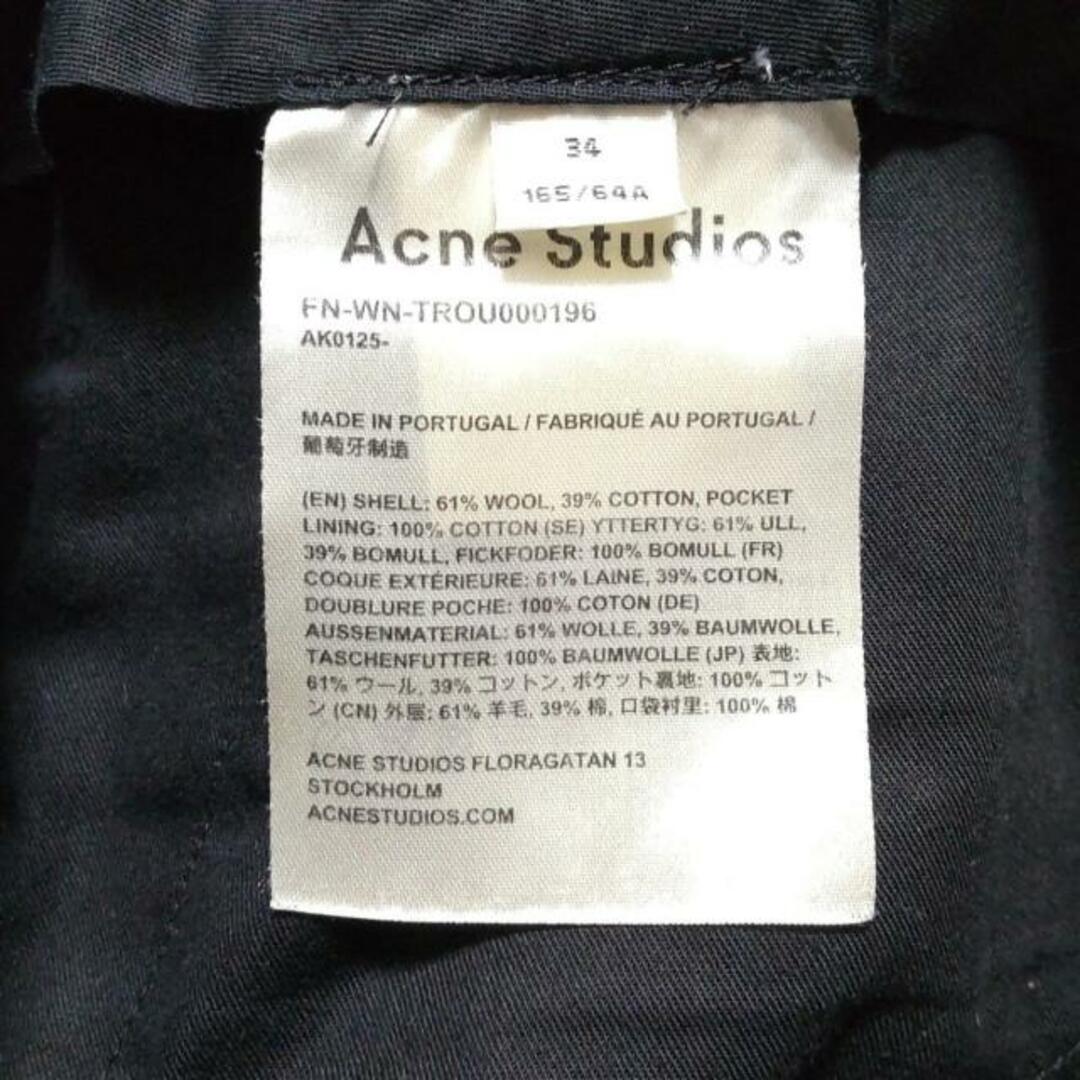 34
165/64A
Acne Studios
FN-WN-TROU000196
AK0125-
MADE IN PORTUGAL / FABRIQUÉ AU PORTUGAL /
葡萄牙制造
(EN) SHELL: 61% WOOL, 39% COTTON, POCKET
LINING: 100% COTTON (SE) YTTERTYG: 61% ULL,
39% BOMULL, FICKFODER: 100% BOMULL (FR)
COQUE EXTÉRIEURE: 61% LAINE, 39% COTON,
DOUBLURE POCHE: 100% COTON (DE)
AUSSENMATERIAL: 61% WOLLE, 39% BAUMWOLLE,
TASCHENFUTTER: 100% BAUMWOLLE (JP) 表地:
61% ウール, 39% コットン, ポケット裏地: 100% コット
ン (CN) 外层: 61% 羊毛, 39% 棉, 口袋衬里: 100% 棉
ACNE STUDIOS FLORAGATAN 13
STOCKHOLM
ACNESTUDIOS.COM